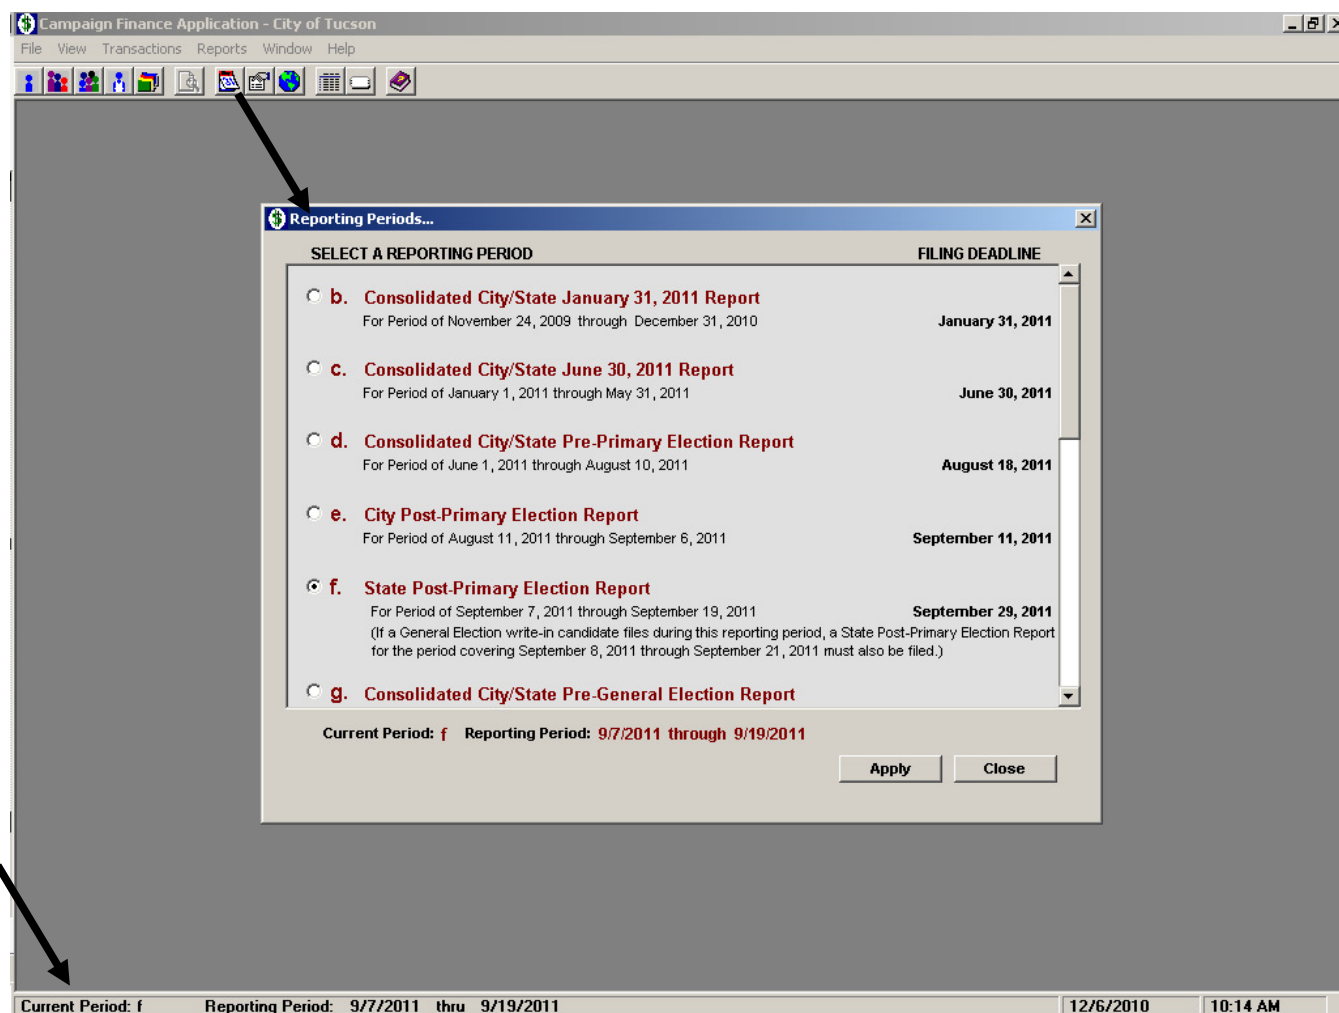 Campaign Finance Application - City of Tucson
File View Transactions Reports Window Help
Reporting Periods...
SELECT A REPORTING PERIOD FILING DEADLINE
b. Consolidated City/State January 31, 2011 Report
For Period of November 24, 2009 through December 31, 2010 January 31, 2011
c. Consolidated City/State June 30, 2011 Report
For Period of January 1, 2011 through May 31, 2011 June 30, 2011
d. Consolidated City/State Pre-Primary Election Report
For Period of June 1, 2011 through August 10, 2011 August 18, 2011
e. City Post-Primary Election Report
For Period of August 11, 2011 through September 6, 2011 September 11, 2011
f. State Post-Primary Election Report
For Period of September 7, 2011 through September 19, 2011 September 29, 2011
(If a General Election write-in candidate files during this reporting period, a State Post-Primary Election Report
for the period covering September 8, 2011 through September 21, 2011 must also be filed.)
g. Consolidated City/State Pre-General Election Report
Current Period: f Reporting Period: 9/7/2011 through 9/19/2011
Apply Close
Current Period: f Reporting Period: 9/7/2011 thru 9/19/2011 12/6/2010 10:14 AM